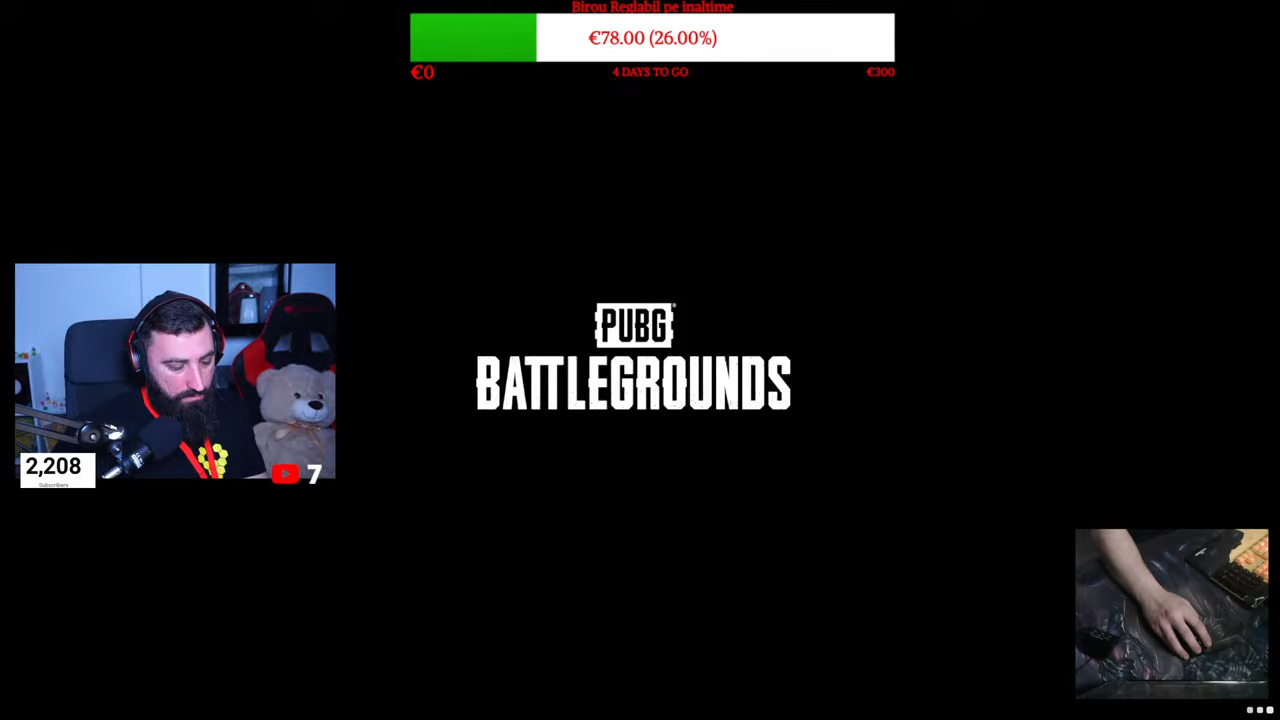 Birou Reglabil pe inaltime
€78.00 (26.00%)
€0
4 DAYS TO GO
€300
PUBG
BATTLEGROUNDS
2,208
Subscribers
7